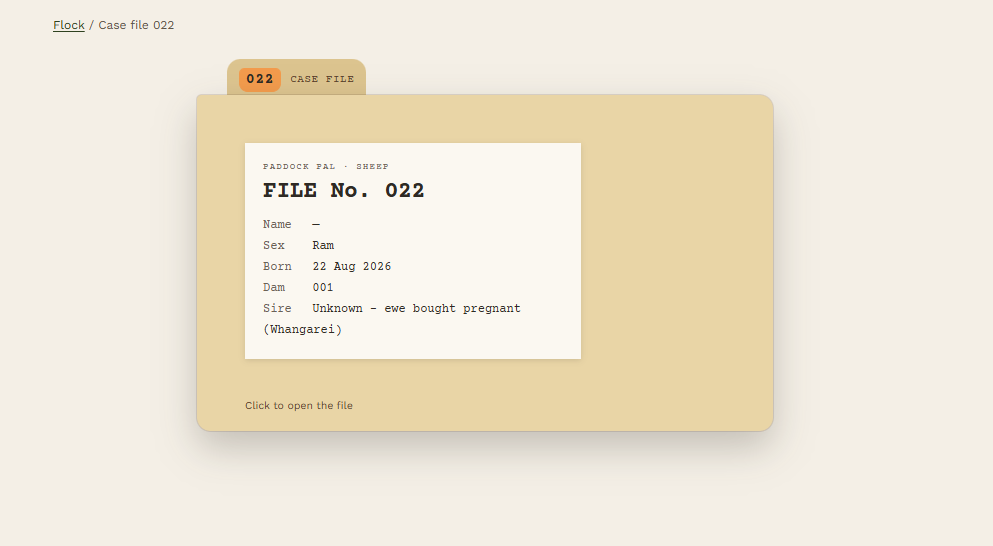 Flock / Case file 022
022 CASE FILE
PADDOCK PAL · SHEEP
FILE No. 022
Name —
Sex Ram
Born 22 Aug 2026
Dam 001
Sire Unknown – ewe bought pregnant
(Whangarei)
Click to open the file